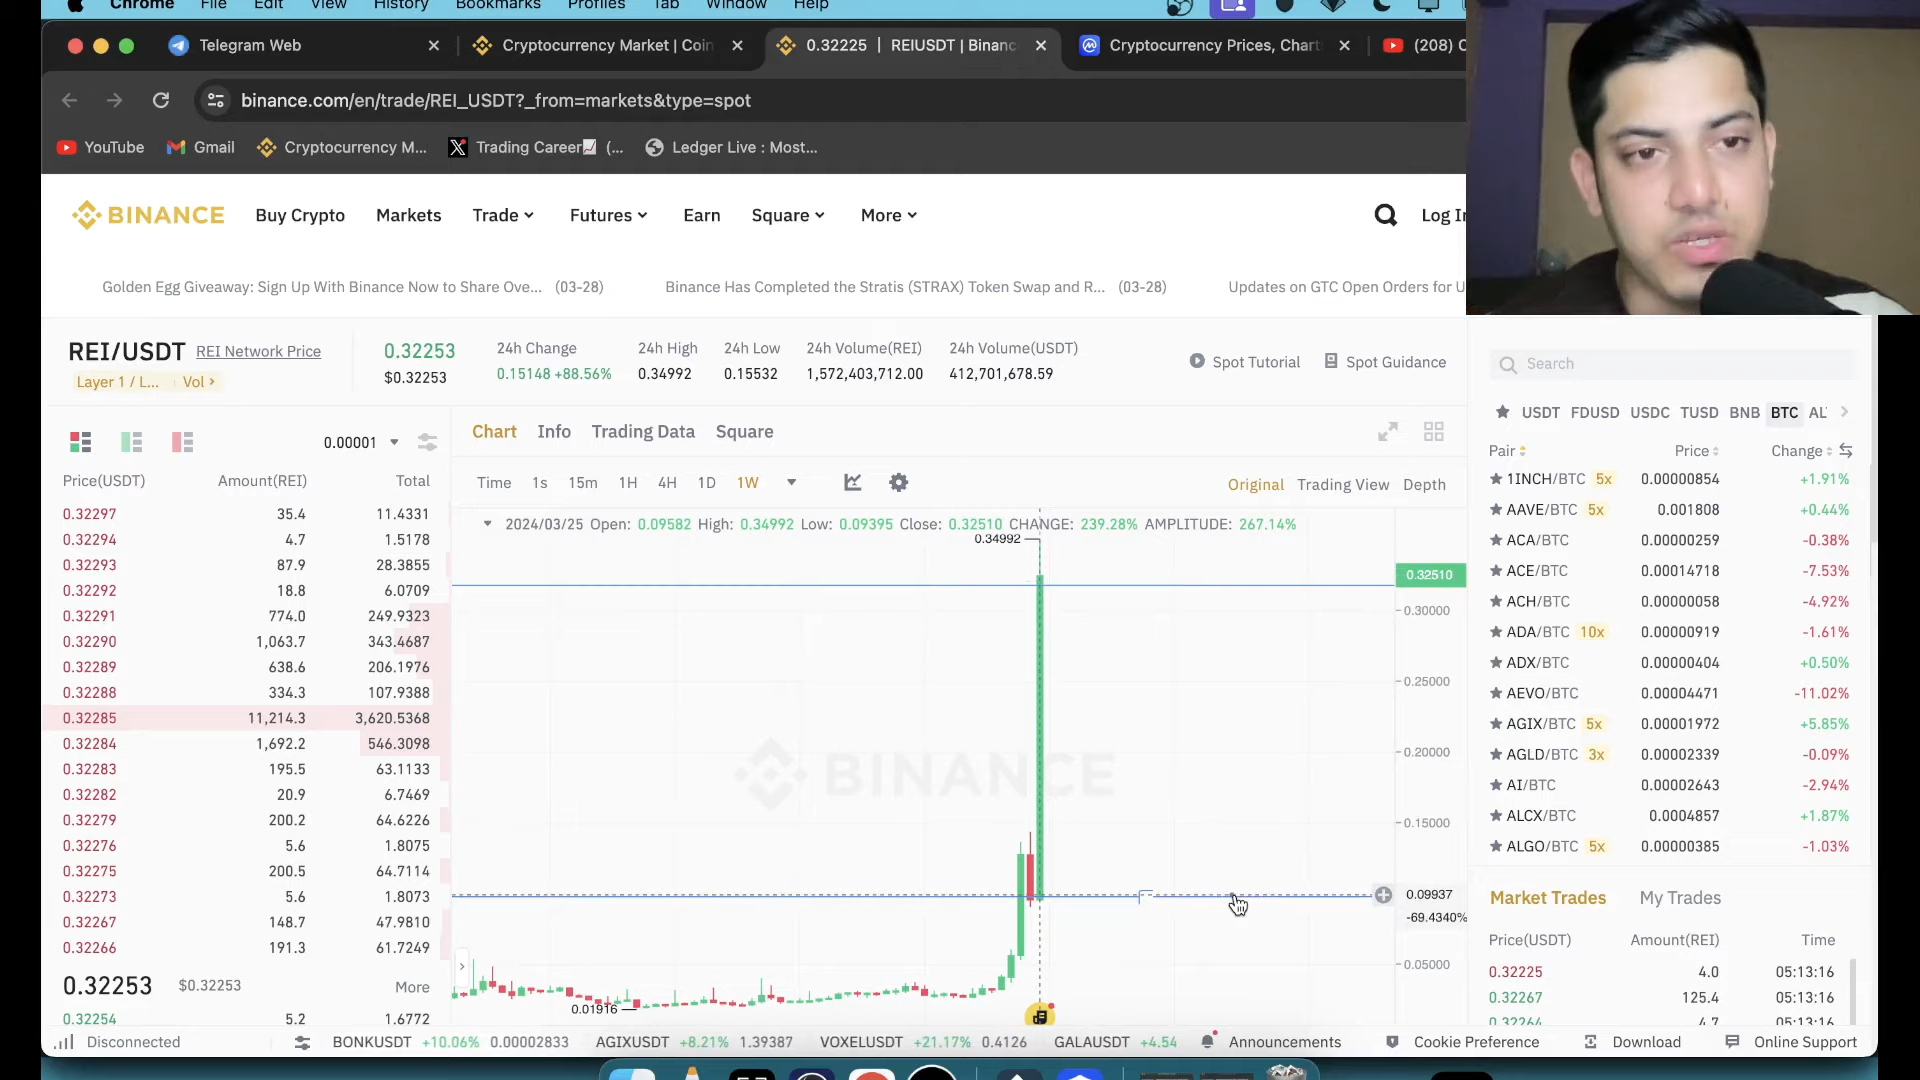 Chrome File Edit View History Bookmarks Profiles Tab Window Help
Telegram Web
Cryptocurrency Market | Coin
0.32225 | REIUSDT | Binanc
Cryptocurrency Prices, Chart
(208) C
binance.com/en/trade/REI_USDT?_from=markets&type=spot
YouTube Gmail Cryptocurrency M... Trading Career (... Ledger Live : Most...
BINANCE Buy Crypto Markets Trade Futures Earn Square More Log In
Golden Egg Giveaway: Sign Up With Binance Now to Share Ove... (03-28) Binance Has Completed the Stratis (STRAX) Token Swap and R... (03-28) Updates on GTC Open Orders for U
REI/USDT REI Network Price
Layer 1 / L... Vol
0.32253
$0.32253
24h Change 24h High 24h Low 24h Volume(REI) 24h Volume(USDT)
0.15148 +88.56% 0.34992 0.15532 1,572,403,712.00 412,701,678.59
Spot Tutorial Spot Guidance
0.00001
Price(USDT) Amount(REI) Total
0.32297 35.4 11.4331
0.32294 4.7 1.5178
0.32293 87.9 28.3855
0.32292 18.8 6.0709
0.32291 774.0 249.9323
0.32290 1,063.7 343.4687
0.32289 638.6 206.1976
0.32288 334.3 107.9388
0.32285 11,214.3 3,620.5368
0.32284 1,692.2 546.3098
0.32283 195.5 63.1133
0.32282 20.9 6.7469
0.32279 200.2 64.6226
0.32276 5.6 1.8075
0.32275 200.5 64.7114
0.32273 5.6 1.8073
0.32267 148.7 47.9810
0.32266 191.3 61.7249
0.32253 $0.32253 More
0.32254 5.2 1.6772
Chart Info Trading Data Square
Time 1s 15m 1H 4H 1D 1W
Original Trading View Depth
2024/03/25 Open: 0.09582 High: 0.34992 Low: 0.09395 Close: 0.32510 CHANGE: 239.28% AMPLITUDE: 267.14%
0.34992
0.32510
0.30000
0.25000
0.20000
BINANCE
0.15000
0.09937
-69.4340%
0.05000
0.01916
Search
USDT FDUSD USDC TUSD BNB BTC
Pair Price Change
1INCH/BTC 5x 0.00000854 +1.91%
AAVE/BTC 5x 0.001808 +0.44%
ACA/BTC 0.00000259 -0.38%
ACE/BTC 0.00014718 -7.53%
ACH/BTC 0.00000058 -4.92%
ADA/BTC 10x 0.00000919 -1.61%
ADX/BTC 0.00000404 +0.50%
AEVO/BTC 0.00004471 -11.02%
AGIX/BTC 5x 0.00001972 +5.85%
AGLD/BTC 3x 0.00002339 -0.09%
AI/BTC 0.00002643 -2.94%
ALCX/BTC 0.0004857 +1.87%
ALGO/BTC 5x 0.00000385 -1.03%
Market Trades My Trades
Price(USDT) Amount(REI) Time
0.32225 4.0 05:13:16
0.32267 125.4 05:13:16
0.32264 4.7 05:13:16
Disconnected BONKUSDT +10.06% 0.00002833 AGIXUSDT +8.21% 1.39387 VOXELUSDT +21.17% 0.4126 GALAUSDT +4.54 Announcements Cookie Preference Download Online Support